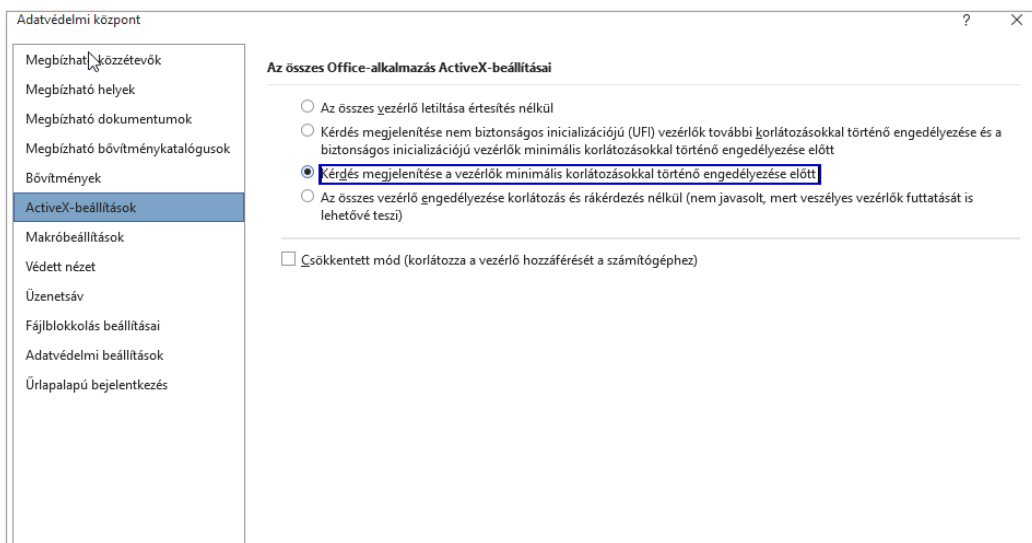 Adatvédelmi központ
Megbízható közzétevők
Megbízható helyek
Megbízható dokumentumok
Megbízható bővítménykatalógusok
Bővítmények
ActiveX-beállítások
Makróbeállítások
Védett nézet
Üzenetsáv
Fájlblokkolás beállításai
Adatvédelmi beállítások
Űrlapalapú bejelentkezés
Az összes Office-alkalmazás ActiveX-beállításai
Az összes vezérlő letiltása értesítés nélkül
Kérdés megjelenítése nem biztonságos inicializációjú (UFI) vezérlők további korlátozásokkal történő engedélyezése és a
biztonságos inicializációjú vezérlők minimális korlátozásokkal történő engedélyezése előtt
Kérdés megjelenítése a vezérlők minimális korlátozásokkal történő engedélyezése előtt
Az összes vezérlő engedélyezése korlátozás és rákérdezés nélkül (nem javasolt, mert veszélyes vezérlők futtatását is
lehetővé teszi)
Csökkentett mód (korlátozza a vezérlő hozzáférését a számítógéphez)